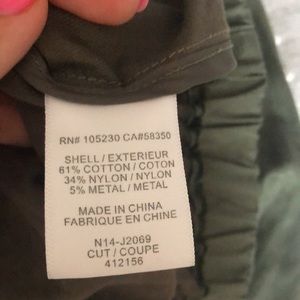 RN# 105230 CA#58350
SHELL / EXTERIEUR
61% COTTON / COTON
34% NYLON / NYLON
5% METAL / METAL
MADE IN CHINA
FABRIQUE EN CHINE
N14-J2069
CUT / COUPE
412156